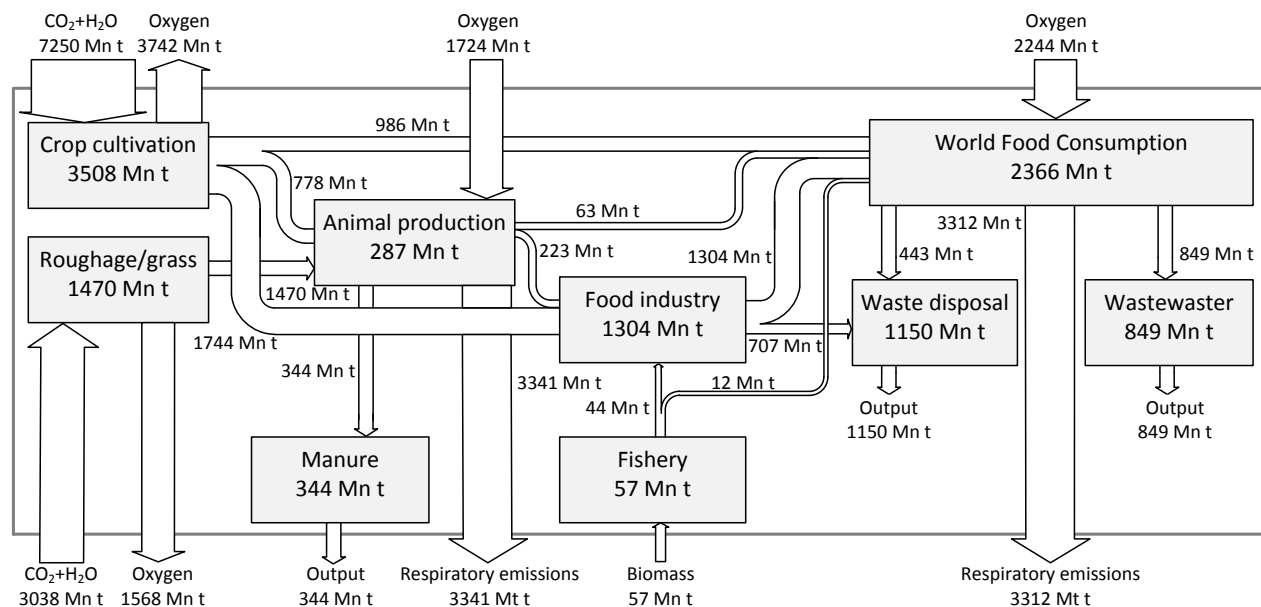 CO₂+H₂O
7250 Mn t
Oxygen
3742 Mn t
Oxygen
1724 Mn t
Oxygen
2244 Mn t
Crop cultivation
3508 Mn t
986 Mn t
World Food Consumption
2366 Mn t
778 Mn t
Animal production
287 Mn t
63 Mn t
223 Mn t
1304 Mn t
3312 Mn t
443 Mn t
849 Mn t
Roughage/grass
1470 Mn t
1470 Mn t
Food industry
1304 Mn t
Waste disposal
1150 Mn t
Wastewaster
849 Mn t
1744 Mn t
707 Mn t
344 Mn t
3341 Mn t
44 Mn t
12 Mn t
Output
1150 Mn t
Output
849 Mn t
Manure
344 Mn t
Fishery
57 Mn t
CO₂+H₂O
3038 Mn t
Oxygen
1568 Mn t
Output
344 Mn t
Respiratory emissions
3341 Mt t
Biomass
57 Mn t
Respiratory emissions
3312 Mt t